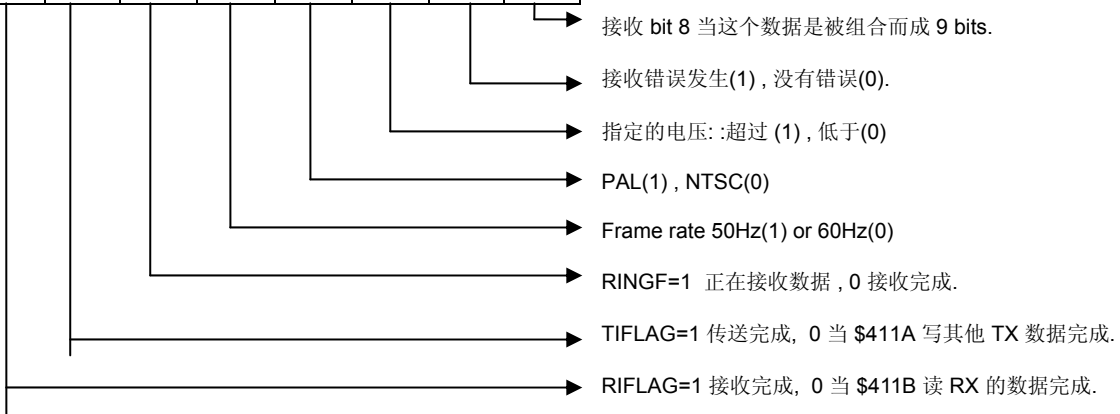 接收 bit 8 当这个数据是被组合而成 9 bits.
接收错误发生(1) , 没有错误(0).
指定的电压: :超过 (1) , 低于(0)
PAL(1) , NTSC(0)
Frame rate 50Hz(1) or 60Hz(0)
RINGF=1 正在接收数据 , 0 接收完成.
TIFLAG=1 传送完成, 0 当 $411A 写其他 TX 数据完成.
RIFLAG=1 接收完成, 0 当 $411B 读 RX 的数据完成.